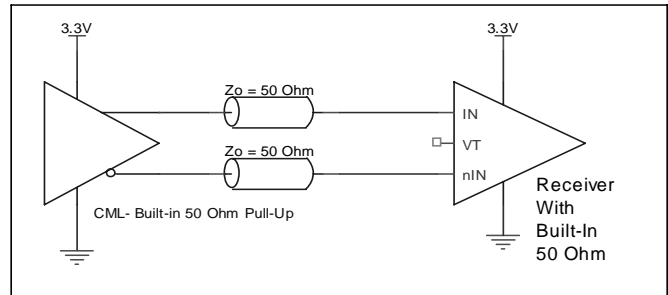 3.3V
3.3V
Zo = 50 Ohm
IN
VT
Zo = 50 Ohm
nIN
CML- Built-in 50 Ohm Pull-Up
Receiver
With
Built-In
50 Ohm